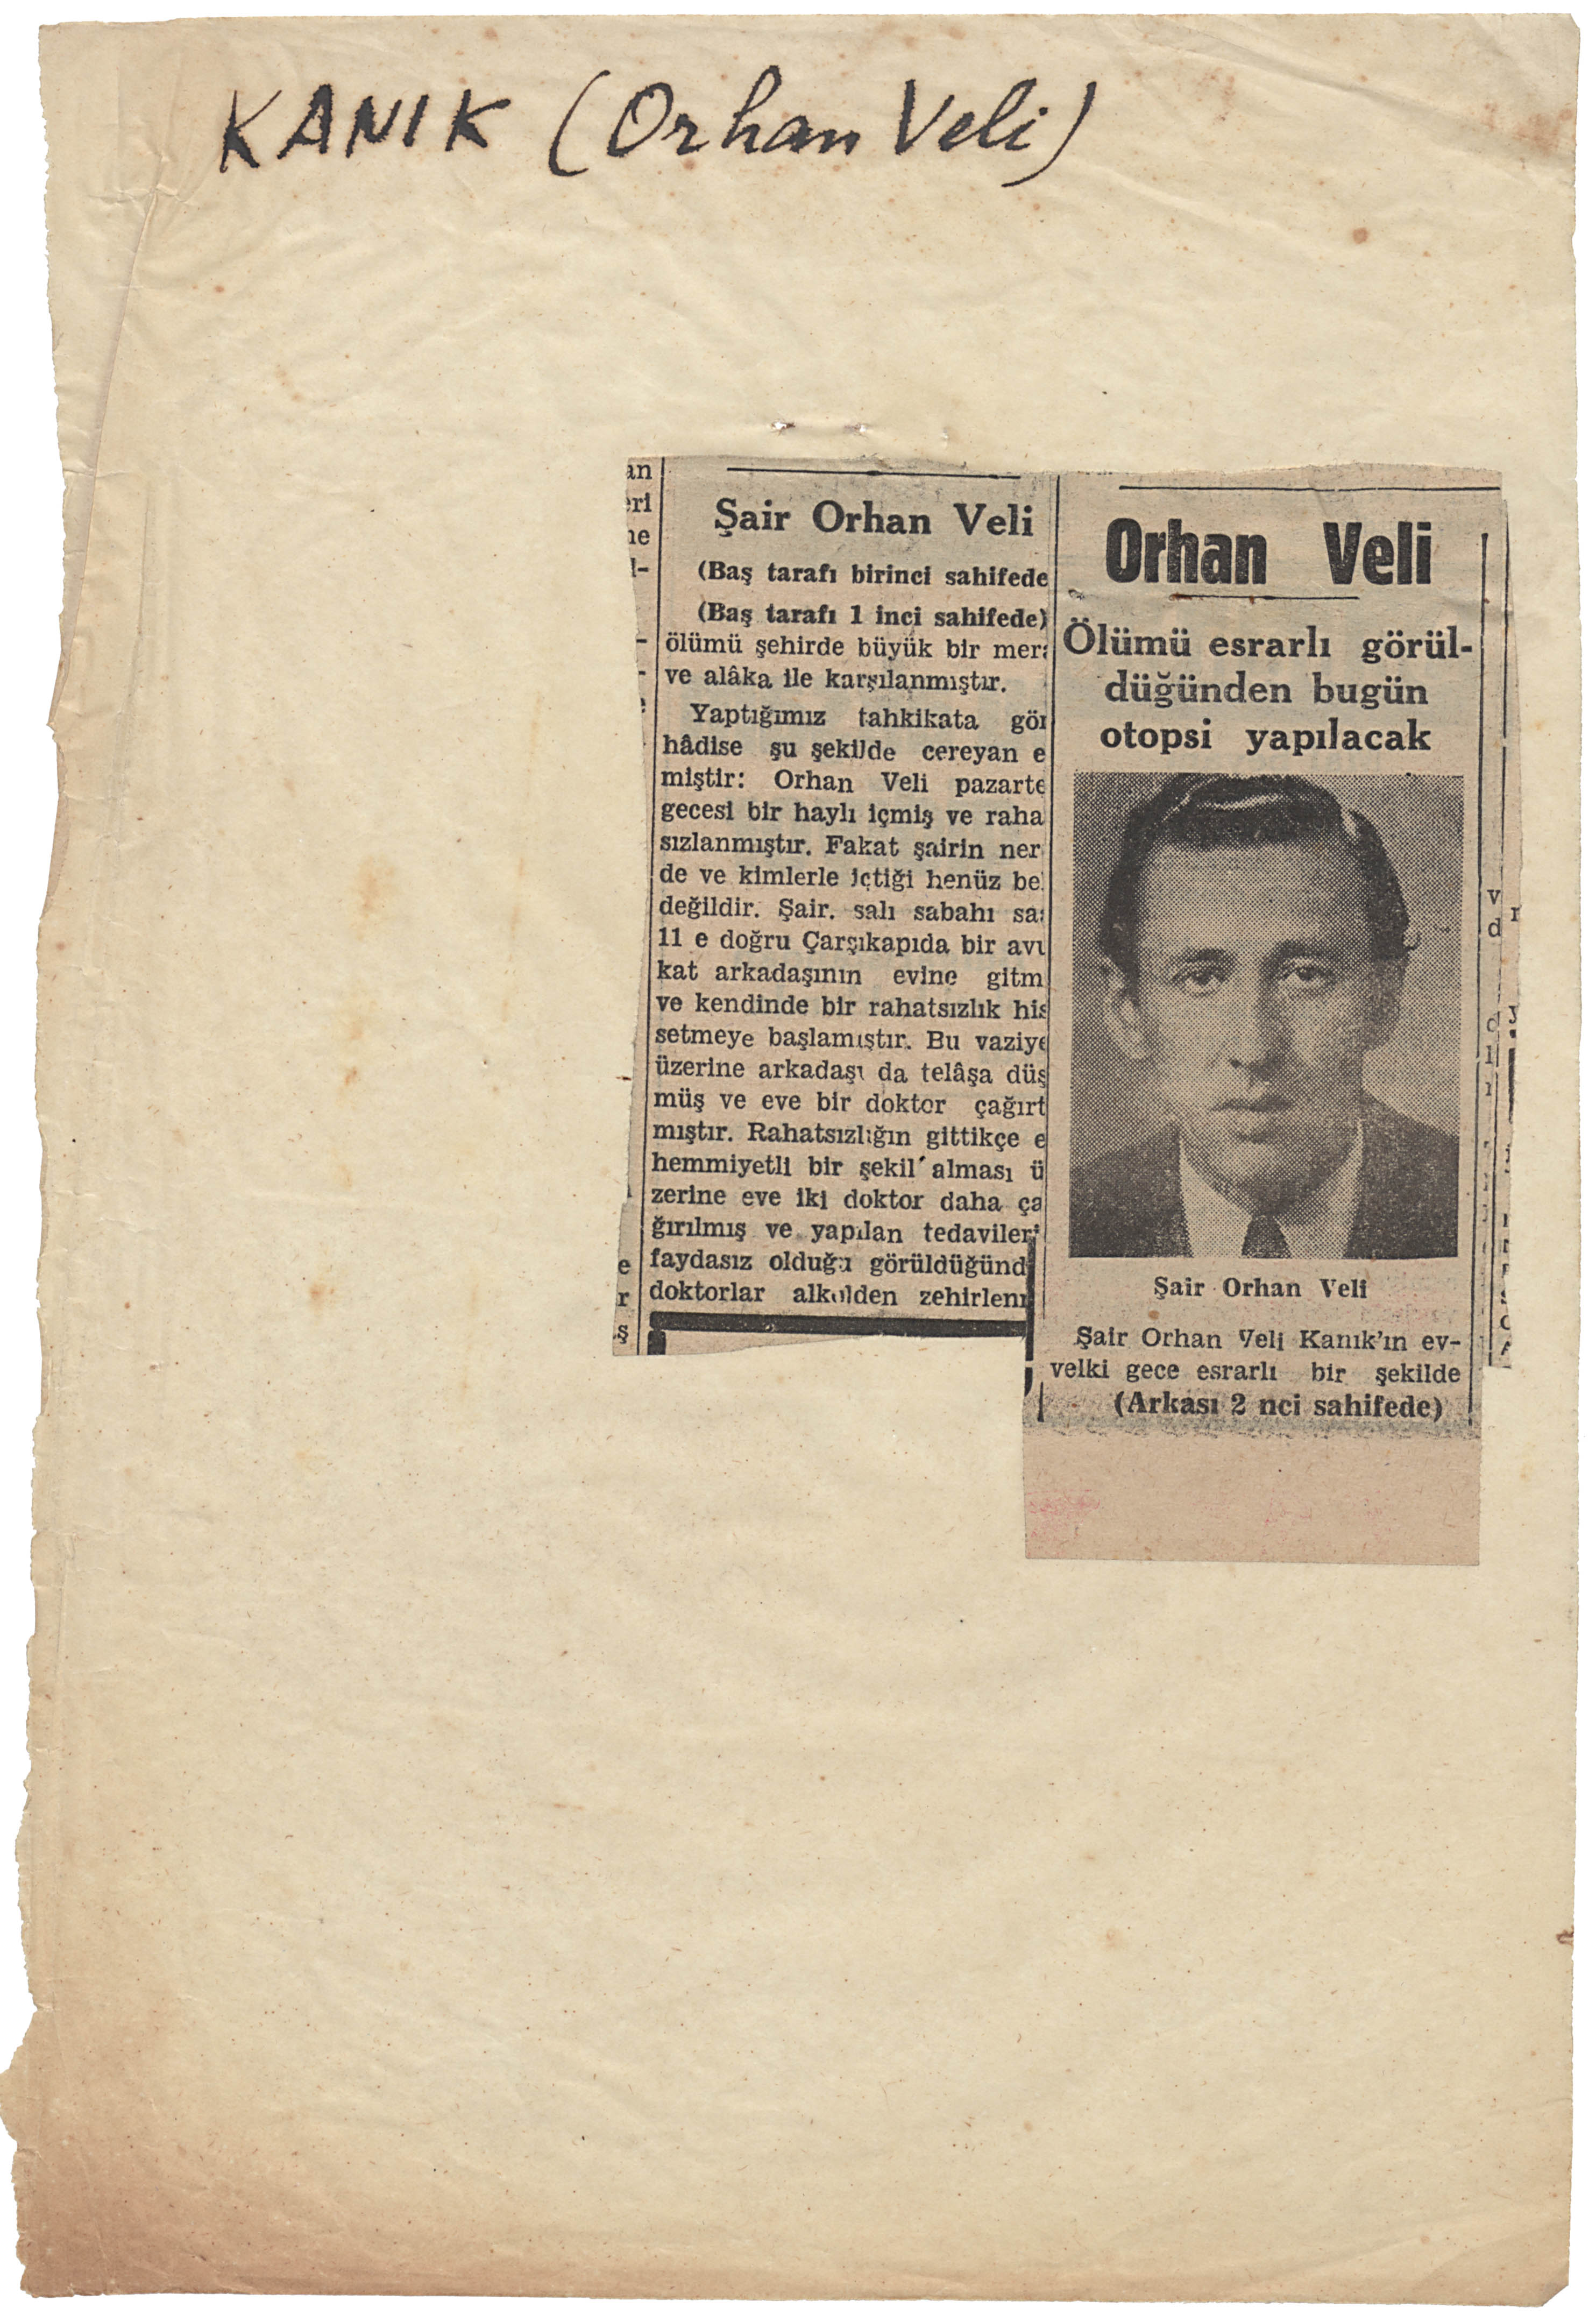 KANIK (Orhan Veli)
Orhan Veli
Ölümü esrarlı görül-
düğünden bugün
otopsi yapılacak
Şair Orhan Veli
Şair Orhan Veli Kanık'ın ev-
velki gece esrarlı bir şekilde
(Arkası 2 nci sahifede)
Şair Orhan Veli
(Baş tarafı birinci sahifede
(Baş tarafı 1 inci sahifede)
ölümü şehirde büyük bir mer
ve alâka ile karşılanmıştır.
Yaptığımız tahkikata gör
hâdise şu şekilde cereyan e
miştir: Orhan Veli pazarte
gecesi bir haylı içmiş ve raha
sızlanmıştır. Fakat şairin ner
de ve kimlerle içtiği henüz be
değildir. Şair. salı sabahı sa
11 e doğru Çarşıkapıda bir avı
kat arkadaşının evine gitm
ve kendinde bir rahatsızlık his
setmeye başlamıştır. Bu vaziye
üzerine arkadaşı da telâşa düş
müş ve eve bir doktor çağırt
mıştır. Rahatsızlığın gittikçe e
hemmiyetli bir şekil alması ü
zerine eve iki doktor daha ça
ğırılmış ve yapılan tedavileri
faydasız olduğu görüldüğünd
doktorlar alkolden zehirlenm